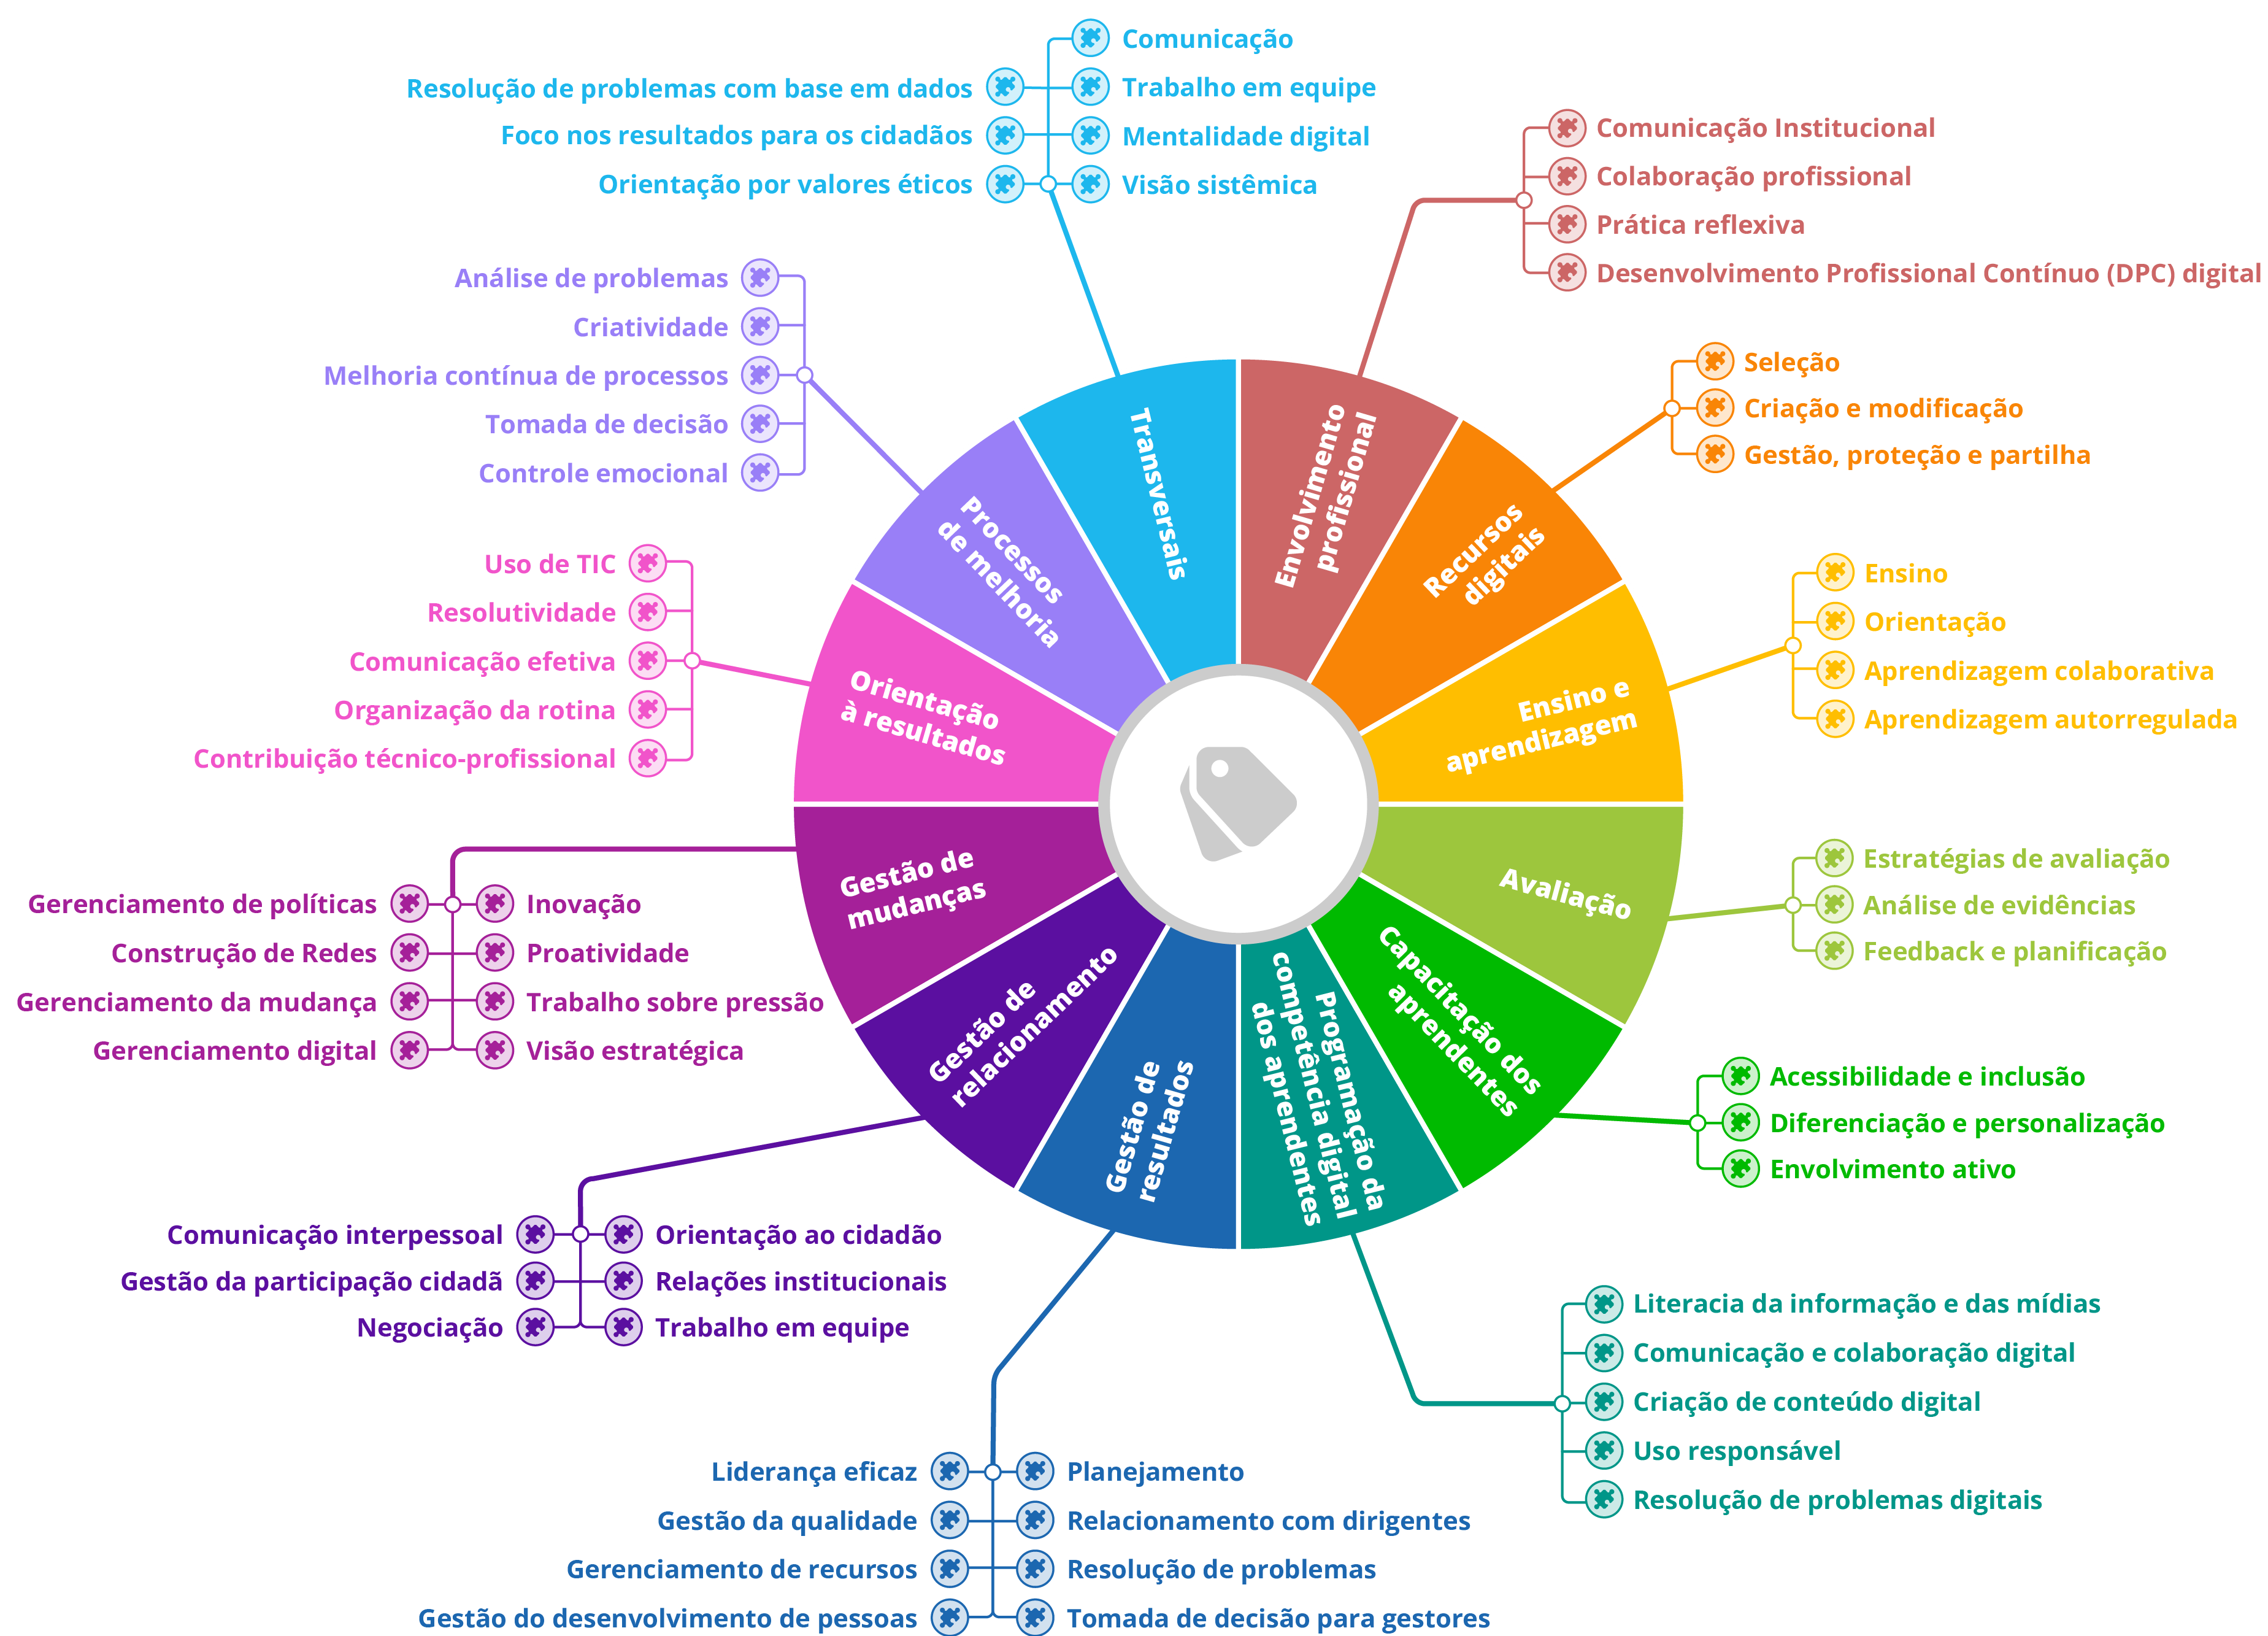 Transversais
Comunicação
Trabalho em equipe
Mentalidade digital
Visão sistêmica
Resolução de problemas com base em dados
Foco nos resultados para os cidadãos
Orientação por valores éticos
Envolvimento
profissional
Comunicação Institucional
Colaboração profissional
Prática reflexiva
Desenvolvimento Profissional Contínuo (DPC) digital
Recursos
digitais
Seleção
Criação e modificação
Gestão, proteção e partilha
Ensino e
aprendizagem
Ensino
Orientação
Aprendizagem colaborativa
Aprendizagem autorregulada
Avaliação
Estratégias de avaliação
Análise de evidências
Feedback e planificação
Capacitação dos
aprendentes
Acessibilidade e inclusão
Diferenciação e personalização
Envolvimento ativo
Programação da
competência digital
dos aprendentes
Literacia da informação e das mídias
Comunicação e colaboração digital
Criação de conteúdo digital
Uso responsável
Resolução de problemas digitais
Gestão de
resultados
Liderança eficaz
Gestão da qualidade
Gerenciamento de recursos
Gestão do desenvolvimento de pessoas
Planejamento
Relacionamento com dirigentes
Resolução de problemas
Tomada de decisão para gestores
Gestão de
relacionamento
Comunicação interpessoal
Gestão da participação cidadã
Negociação
Orientação ao cidadão
Relações institucionais
Trabalho em equipe
Gestão de
mudanças
Gerenciamento de políticas
Construção de Redes
Gerenciamento da mudança
Gerenciamento digital
Inovação
Proatividade
Trabalho sobre pressão
Visão estratégica
Orientação
à resultados
Uso de TIC
Resolutividade
Comunicação efetiva
Organização da rotina
Contribuição técnico-profissional
Processos
de melhoria
Análise de problemas
Criatividade
Melhoria contínua de processos
Tomada de decisão
Controle emocional